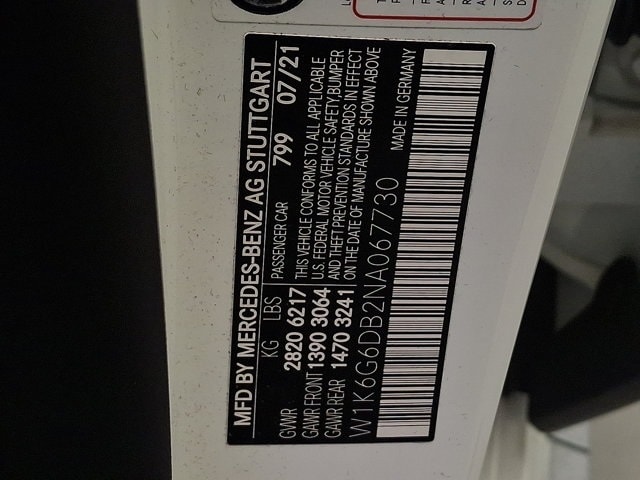 MFD BY MERCEDES-BENZ AG STUTTGART
KG LBS
GVWR 2820 6217
GAWR FRONT 1390 3064
GAWR REAR 1470 3241
PASSENGER CAR 799 07/21
THIS VEHICLE CONFORMS TO ALL APPLICABLE
U.S. FEDERAL MOTOR VEHICLE SAFETY,BUMPER
AND THEFT PREVENTION STANDARDS IN EFFECT
ON THE DATE OF MANUFACTURE SHOWN ABOVE
W1K6G6DB2NA067730 MADE IN GERMANY